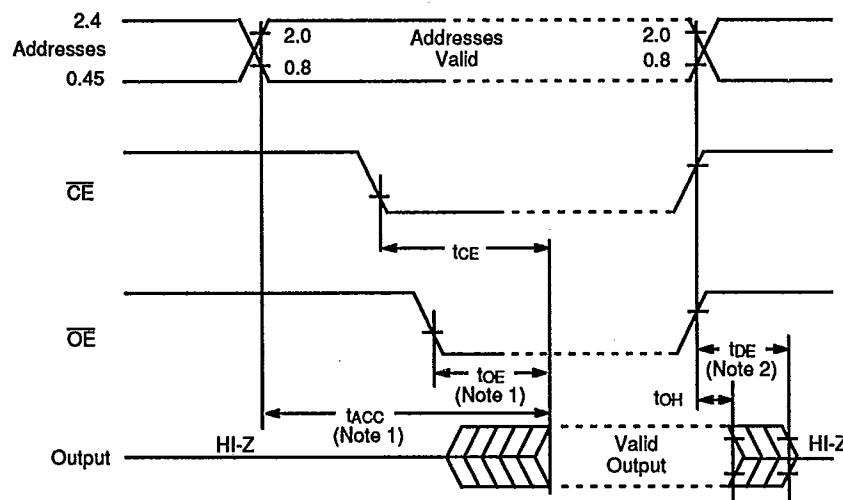 2.4
Addresses
0.45
2.0
0.8
Addresses
Valid
2.0
0.8
CE
tCE
OE
tOE
(Note 1)
tDE
(Note 2)
tOH
tACC
(Note 1)
HI-Z
Output
Valid
Output
HI-Z